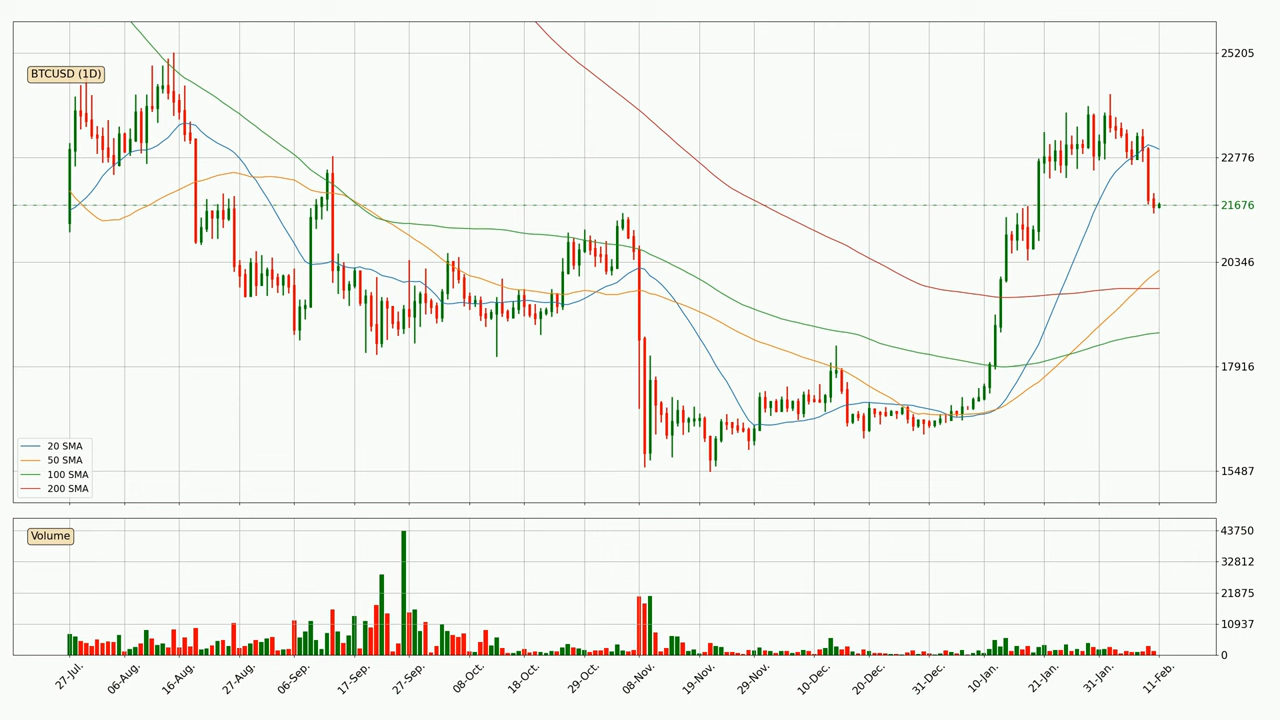 BTCUSD (1D)
25205
22776
21676
20346
17916
15487
20 SMA
50 SMA
100 SMA
200 SMA
Volume
43750
32812
21875
10937
0
27-Jul.
06-Aug.
16-Aug.
27-Aug.
06-Sep.
17-Sep.
27-Sep.
08-Oct.
18-Oct.
29-Oct.
08-Nov.
19-Nov.
29-Nov.
10-Dec.
20-Dec.
31-Dec.
10-Jan.
21-Jan.
31-Jan.
11-Feb.